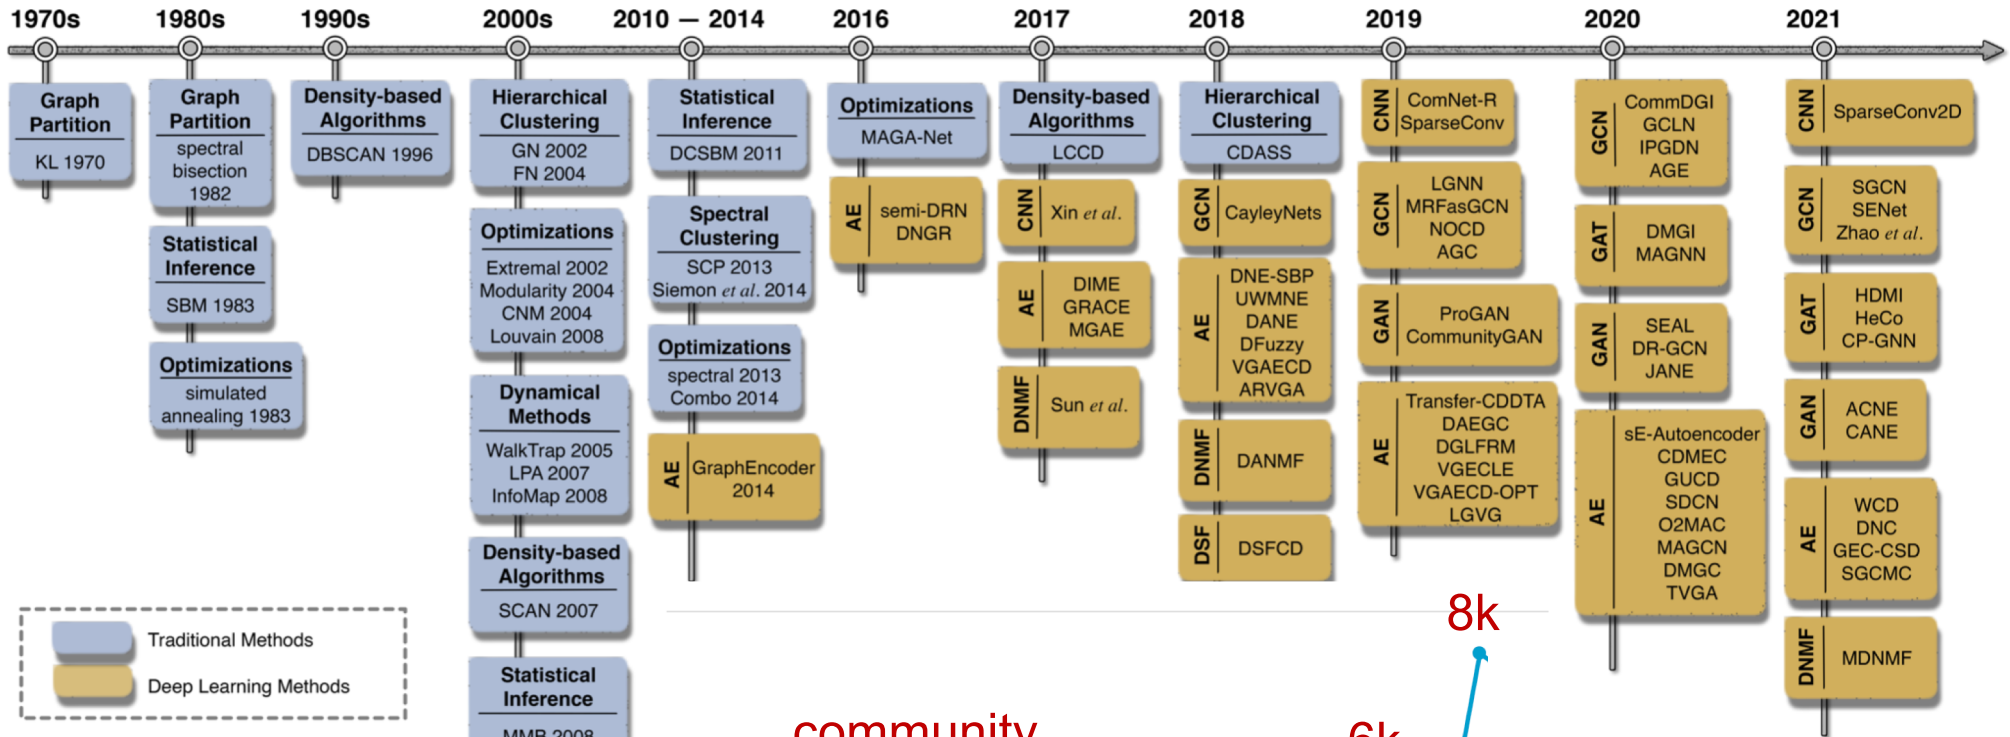 1970s
1980s
1990s
2000s
2010 — 2014
2016
2017
2018
2019
2020
2021
Graph
Partition
KL 1970
Graph
Partition
spectral
bisection
1982
Statistical
Inference
SBM 1983
Optimizations
simulated
annealing 1983
Density-based
Algorithms
DBSCAN 1996
Hierarchical
Clustering
GN 2002
FN 2004
Optimizations
Extremal 2002
Modularity 2004
CNM 2004
Louvain 2008
Dynamical
Methods
WalkTrap 2005
LPA 2007
InfoMap 2008
Density-based
Algorithms
SCAN 2007
Statistical
Inference
MMB 2008
Statistical
Inference
DCSBM 2011
Spectral
Clustering
SCP 2013
Siemon et al. 2014
Optimizations
spectral 2013
Combo 2014
AE
GraphEncoder
2014
Optimizations
MAGA-Net
AE
semi-DRN
DNGR
Density-based
Algorithms
LCCD
CNN
Xin et al.
AE
DIME
GRACE
MGAE
DNMF
Sun et al.
Hierarchical
Clustering
CDASS
GCN
CayleyNets
AE
DNE-SBP
UWMNE
DANE
DFuzzy
VGAECD
ARVGA
DNMF
DANMF
DSF
DSFCD
CNN
ComNet-R
SparseConv
GCN
LGNN
MRFasGCN
NOCD
AGC
GAN
ProGAN
CommunityGAN
AE
Transfer-CDDTA
DAEGC
DGLFRM
VGECLE
VGAECD-OPT
LGVG
GCN
CommDGI
GCLN
IPGDN
AGE
GAT
DMGI
MAGNN
GAN
SEAL
DR-GCN
JANE
AE
sE-Autoencoder
CDMEC
GUCD
SDCN
O2MAC
MAGCN
DMGC
TVGA
CNN
SparseConv2D
GCN
SGCN
SENet
Zhao et al.
GAT
HDMI
HeCo
CP-GNN
GAN
ACNE
CANE
AE
WCD
DNC
GEC-CSD
SGCMC
DNMF
MDNMF
Traditional Methods
Deep Learning Methods
8k
6k
community